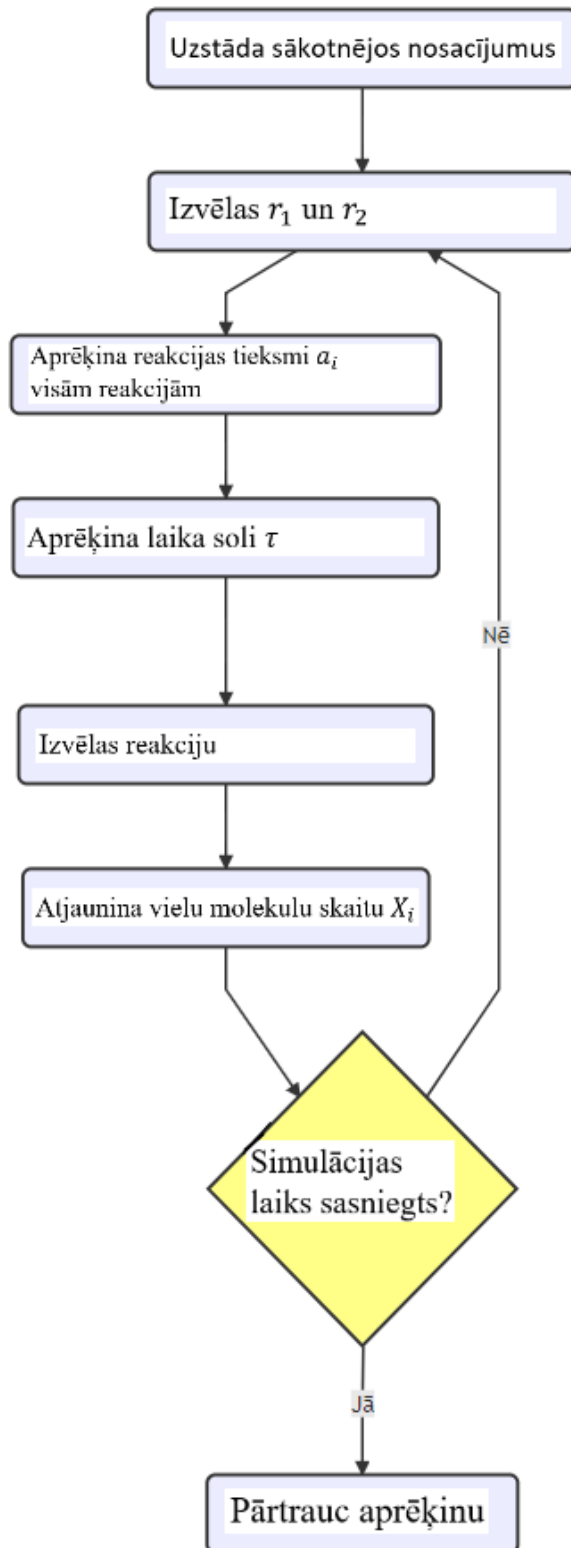 Uzstāda sākotnējos nosacījumus
Izvēlas r₁ un r₂
Aprēķina reakcijas tieksmi aᵢ
visām reakcijām
Aprēķina laika soli τ
Izvēlas reakciju
Atjaunina vielu molekulu skaitu Xᵢ
Nē
Simulācijas
laiks sasniegts?
Jā
Pārtrauc aprēķinu